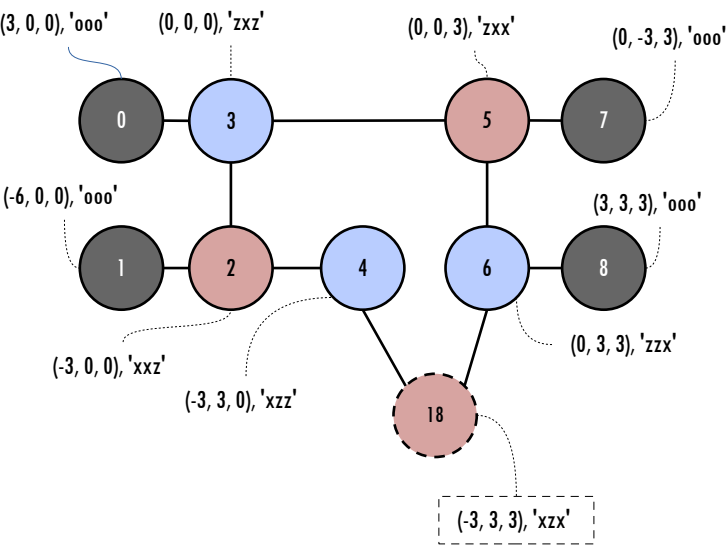 (3, 0, 0), 'ooo'
(0, 0, 0), 'zxz'
(0, 0, 3), 'zxx'
(0, -3, 3), 'ooo'
0
3
5
7
(-6, 0, 0), 'ooo'
(3, 3, 3), 'ooo'
1
2
4
6
8
(-3, 0, 0), 'xxz'
(-3, 3, 0), 'xzz'
(0, 3, 3), 'zzx'
18
(-3, 3, 3), 'xzx'